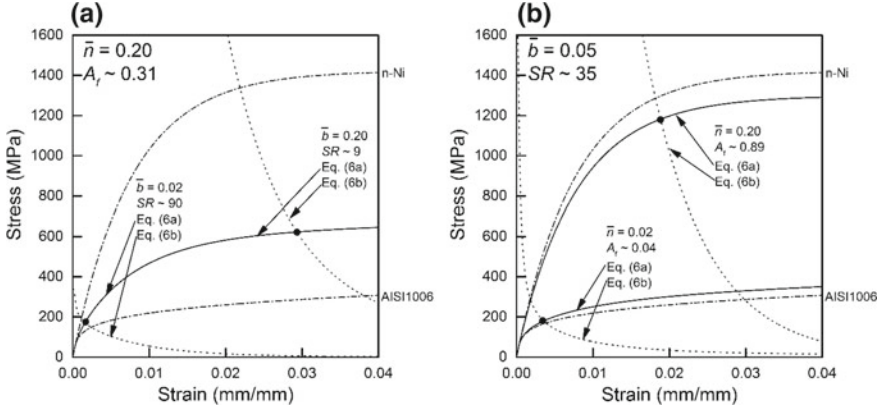 (a)
n̄ = 0.20
Af ~ 0.31
n-Ni
b̄ = 0.20
SR ~ 9
Eq. (6a)
Eq. (6b)
b̄ = 0.02
SR ~ 90
Eq. (6a)
Eq. (6b)
AISI1006
Stress (MPa)
1600
1400
1200
1000
800
600
400
200
0
0.00 0.01 0.02 0.03 0.04
Strain (mm/mm)
(b)
b̄ = 0.05
SR ~ 35
n-Ni
n̄ = 0.20
Af ~ 0.89
Eq. (6a)
Eq. (6b)
n̄ = 0.02
Af ~ 0.04
Eq. (6a)
Eq. (6b)
AISI1006
Stress (MPa)
1600
1400
1200
1000
800
600
400
200
0
0.00 0.01 0.02 0.03 0.04
Strain (mm/mm)